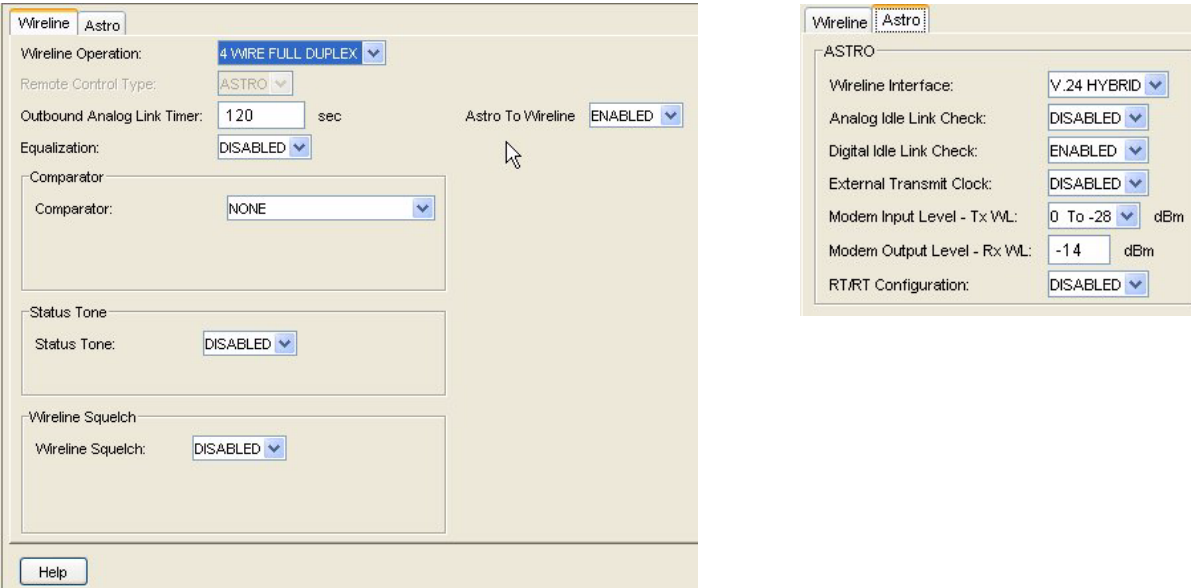 Wireline Astro
Wireline Operation: 4 WIRE FULL DUPLEX
Remote Control Type: ASTRO
Outbound Analog Link Timer: 120 sec Astro To Wireline ENABLED
Equalization: DISABLED
Comparator
Comparator: NONE
Status Tone
Status Tone: DISABLED
Wireline Squelch
Wireline Squelch: DISABLED
Help
Wireline Astro
ASTRO
Wireline Interface: V.24 HYBRID
Analog Idle Link Check: DISABLED
Digital Idle Link Check: ENABLED
External Transmit Clock: DISABLED
Modem Input Level - Tx WL: 0 To -28 dBm
Modem Output Level - Rx WL: -14 dBm
RT/RT Configuration: DISABLED